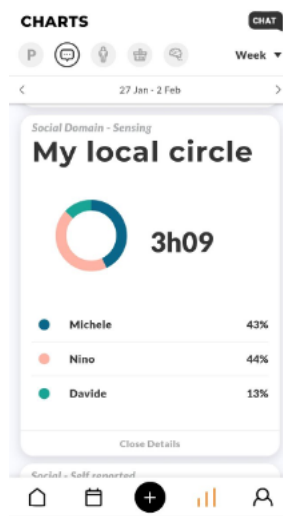 CHARTS
CHAT
P
Week
27 Jan - 2 Feb
Social Domain - Sensing
My local circle
3h09
Michele 43%
Nino 44%
Davide 13%
Close Details
Social - Self reported